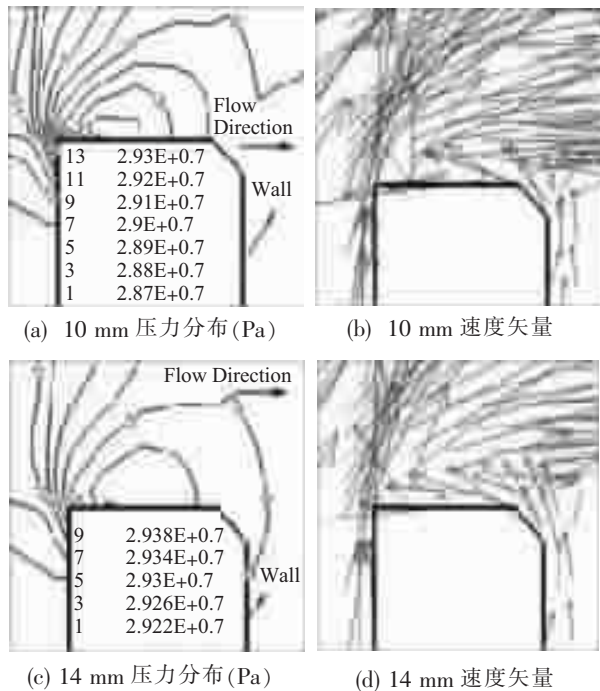 Flow
Direction
13 2.93E+0.7
11 2.92E+0.7
9 2.91E+0.7
7 2.9E+0.7
5 2.89E+0.7
3 2.88E+0.7
1 2.87E+0.7
Wall
(a) 10 mm 压力分布(Pa)
(b) 10 mm 速度矢量
Flow Direction
9 2.938E+0.7
7 2.934E+0.7
5 2.93E+0.7
3 2.926E+0.7
1 2.922E+0.7
Wall
(c) 14 mm 压力分布(Pa)
(d) 14 mm 速度矢量